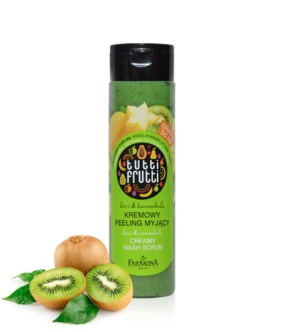 tutti
frutti
kiwi & karambola
KREMOWY
PEELING MYJĄCY
kiwi & carambola
CREAMY
WASH SCRUB
FARMONA